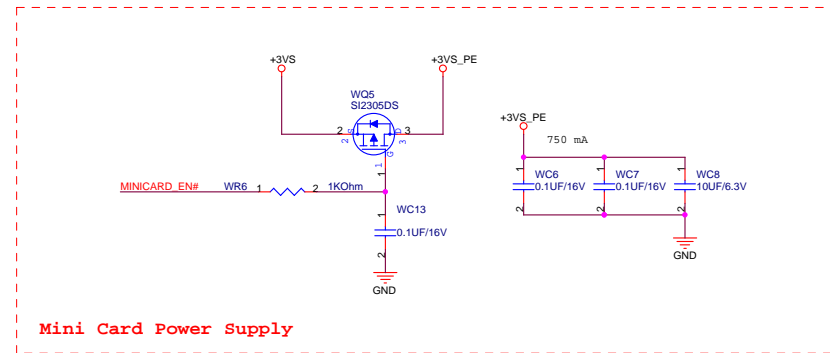 +3VS
+3VS_PE
WQ5
SI2305DS
2
S
D
3
2
3
G
1
1
MINICARD_EN#
WR6
1
2
1KOhm
1
WC13
0.1UF/16V
2
GND
+3VS_PE
750 mA
1
WC6
0.1UF/16V
2
1
WC7
0.1UF/16V
2
1
WC8
10UF/6.3V
2
GND
Mini Card Power Supply